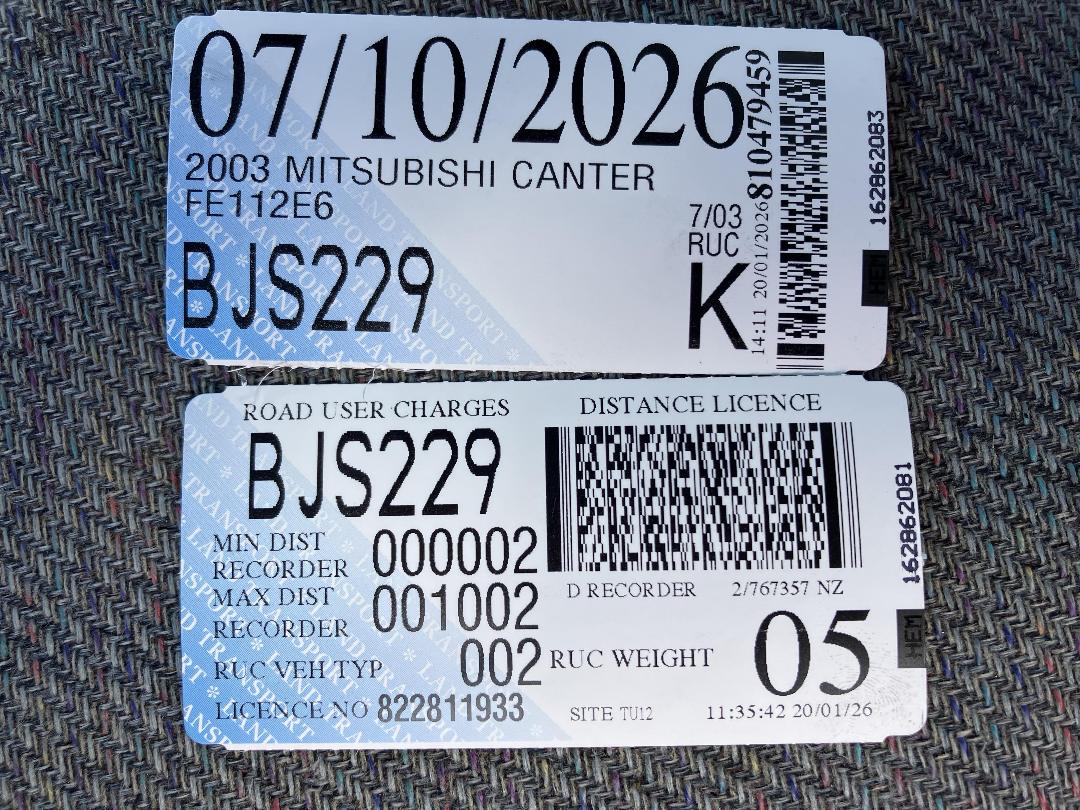 07/10/2026
2003 MITSUBISHI CANTER
FE112E6
BJS229
7/03
RUC
K
14:11 20/01/2026 810479459
162862083
HEM
ROAD USER CHARGES DISTANCE LICENCE
BJS229
MIN DIST
RECORDER 000002
MAX DIST
RECORDER 001002
RUC VEH TYP 002
LICENCE NO 822811933
D RECORDER 2/767357 NZ
RUC WEIGHT 05
SITE TU12 11:35:42 20/01/26
162862081
HEM